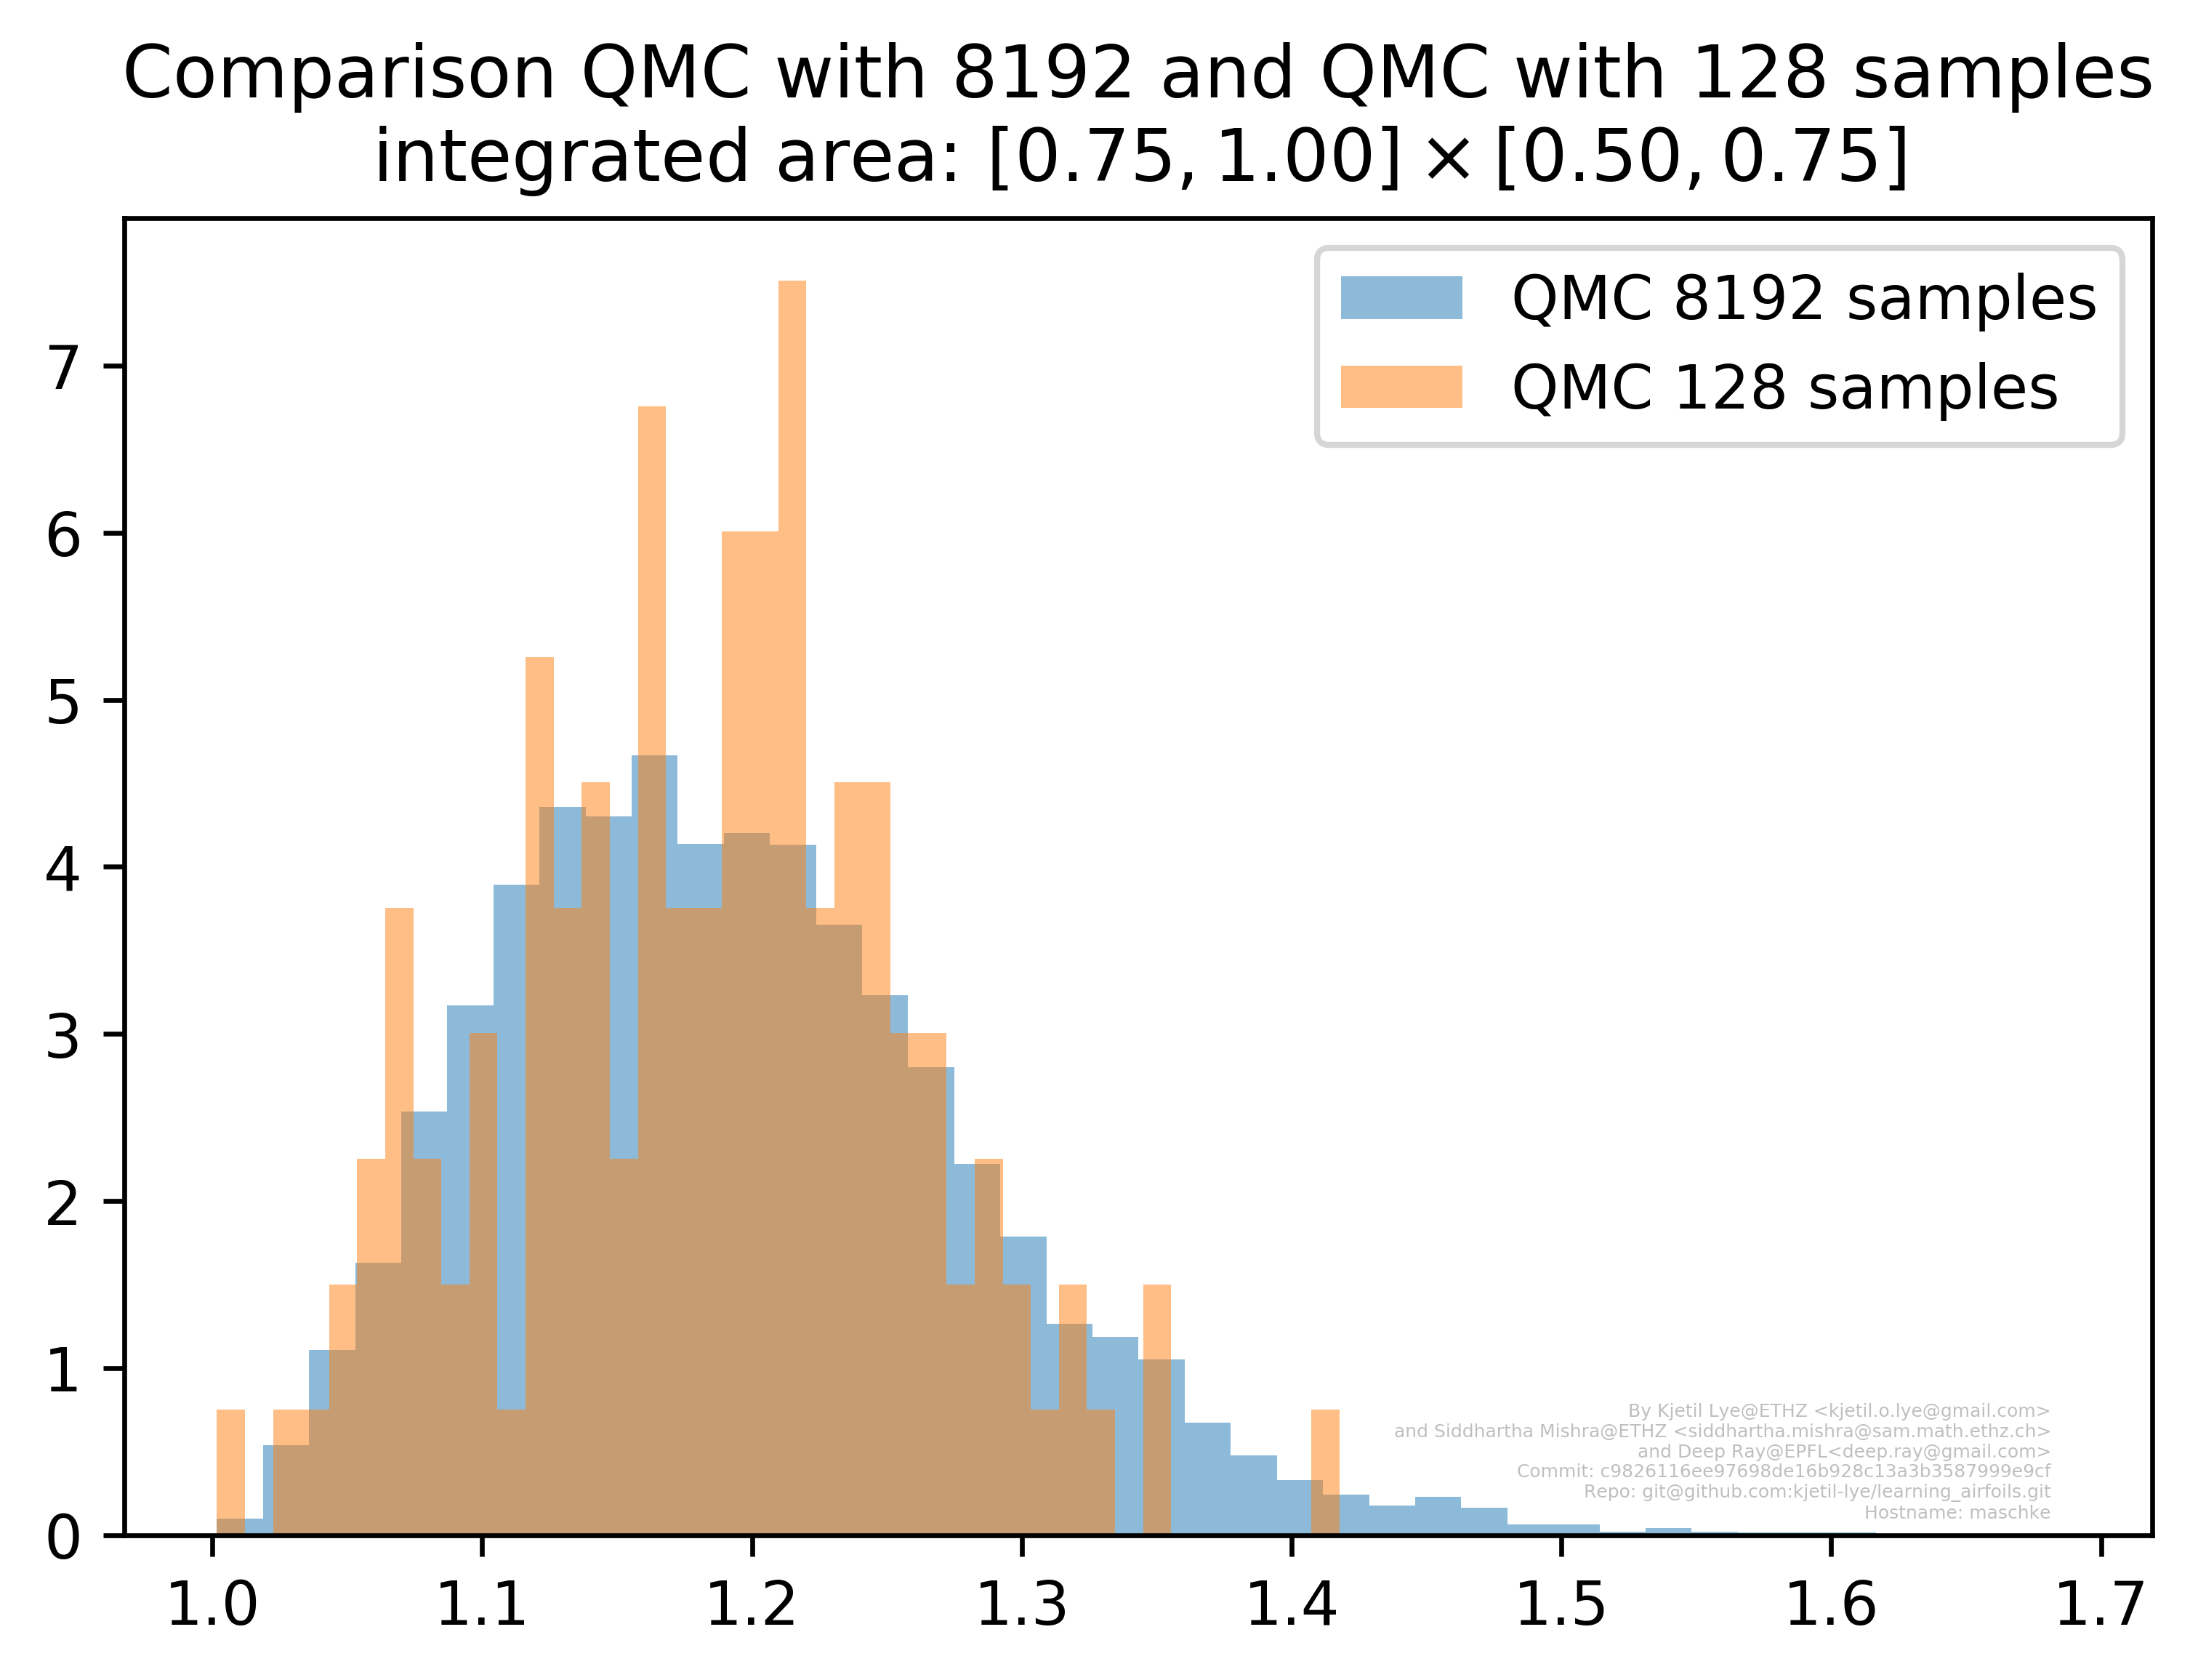 Comparison QMC with 8192 and QMC with 128 samples
integrated area: [0.75, 1.00] × [0.50, 0.75]
QMC 8192 samples
QMC 128 samples
7
6
5
4
3
2
1
0
1.0 1.1 1.2 1.3 1.4 1.5 1.6 1.7
By Kjetil Lye@ETHZ <kjetil.o.lye@gmail.com>
and Siddhartha Mishra@ETHZ <siddhartha.mishra@sam.math.ethz.ch>
and Deep Ray@EPFL<deep.ray@gmail.com>
Commit: c9826116ee97698de16b928c13a3b3587999e9cf
Repo: git@github.com:kjetil-lye/learning_airfoils.git
Hostname: maschke